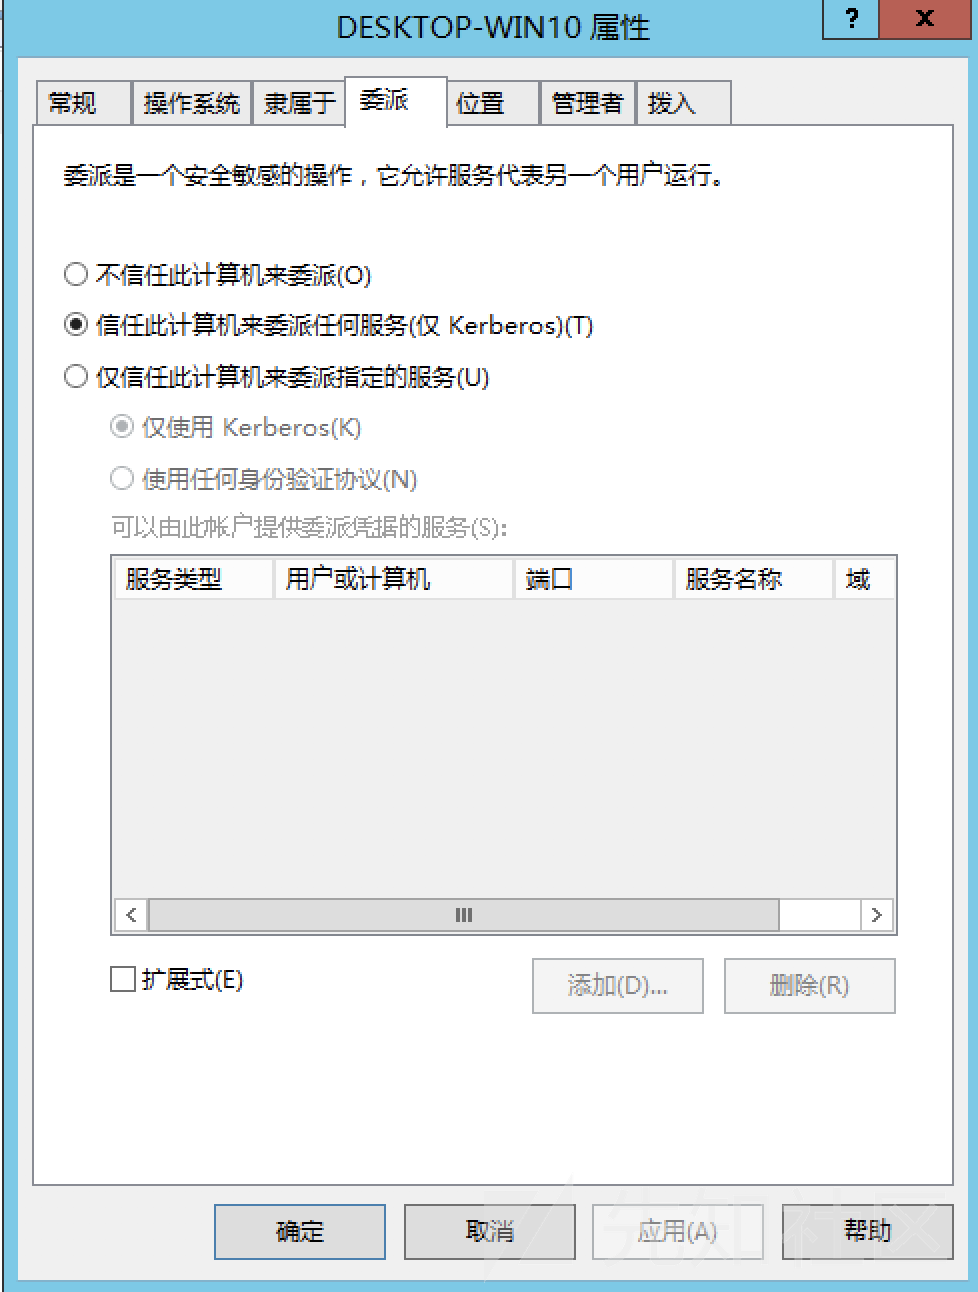 DESKTOP-WIN10 属性
? x
常规 操作系统 隶属于 委派 位置 管理者 拨入
委派是一个安全敏感的操作，它允许服务代表另一个用户运行。
不信任此计算机来委派(O)
信任此计算机来委派任何服务(仅 Kerberos)(T)
仅信任此计算机来委派指定的服务(U)
仅使用 Kerberos(K)
使用任何身份验证协议(N)
可以由此帐户提供委派凭据的服务(S):
服务类型 用户或计算机 端口 服务名称 域
扩展式(E) 添加(D)... 删除(R)
确定 取消 应用(A) 帮助
先知社区